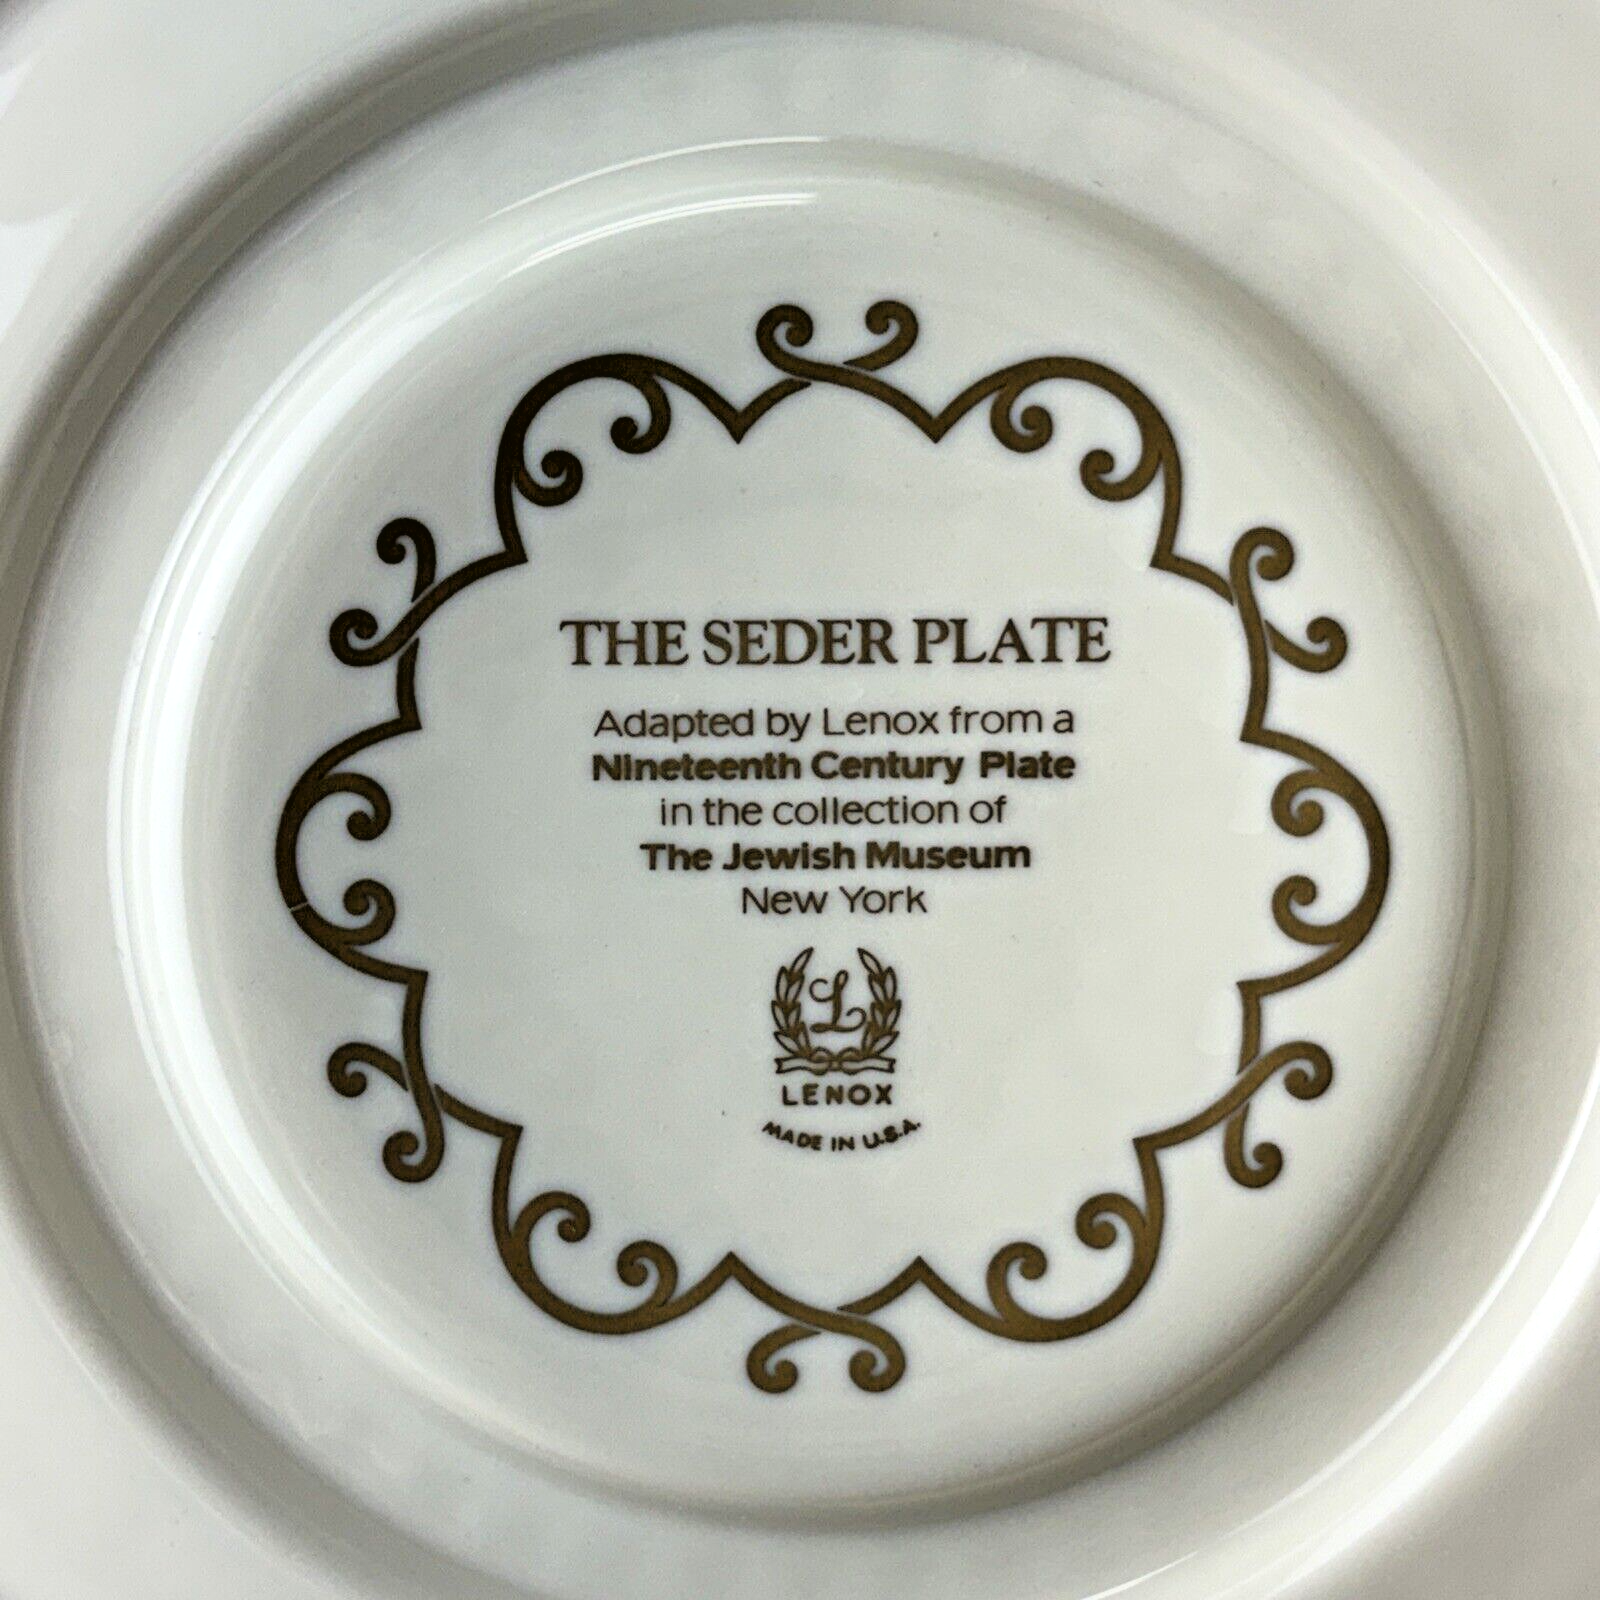 THE SEDER PLATE
Adapted by Lenox from a
Nineteenth Century Plate
in the collection of
The Jewish Museum
New York
L
LENOX
MADE IN U.S.A.